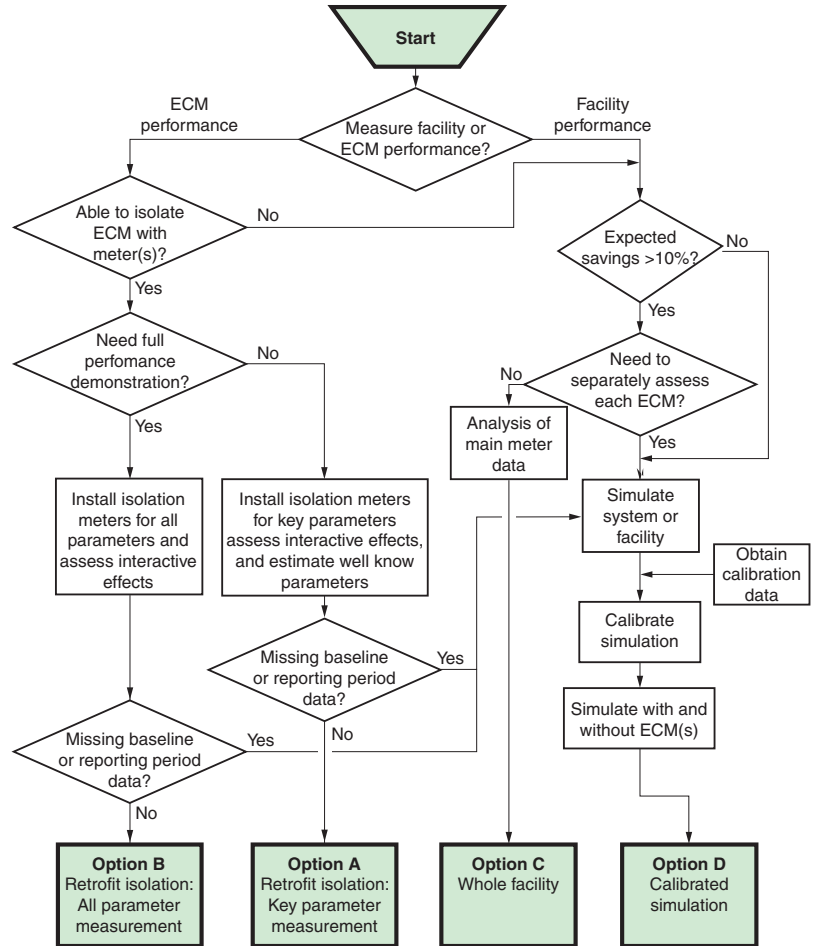 Start
ECM
performance
Measure facility or
ECM performance?
Facility
performance
Able to isolate
ECM with
meter(s)?
No
Yes
Expected
savings >10%?
No
Yes
Need full
perfomance
demonstration?
No
Yes
Need to
separately assess
each ECM?
No
Yes
Analysis of
main meter
data
Install isolation
meters for all
parameters and
assess interactive
effects
Install isolation meters
for key parameters
assess interactive effects,
and estimate well know
parameters
Simulate
system or
facility
Obtain
calibration
data
Calibrate
simulation
Missing baseline
or reporting period
data?
Yes
No
Simulate with and
without ECM(s)
Missing baseline
or reporting period
data?
Yes
No
Option B
Retrofit isolation:
All parameter
measurement
Option A
Retrofit isolation:
Key parameter
measurement
Option C
Whole facility
Option D
Calibrated
simulation